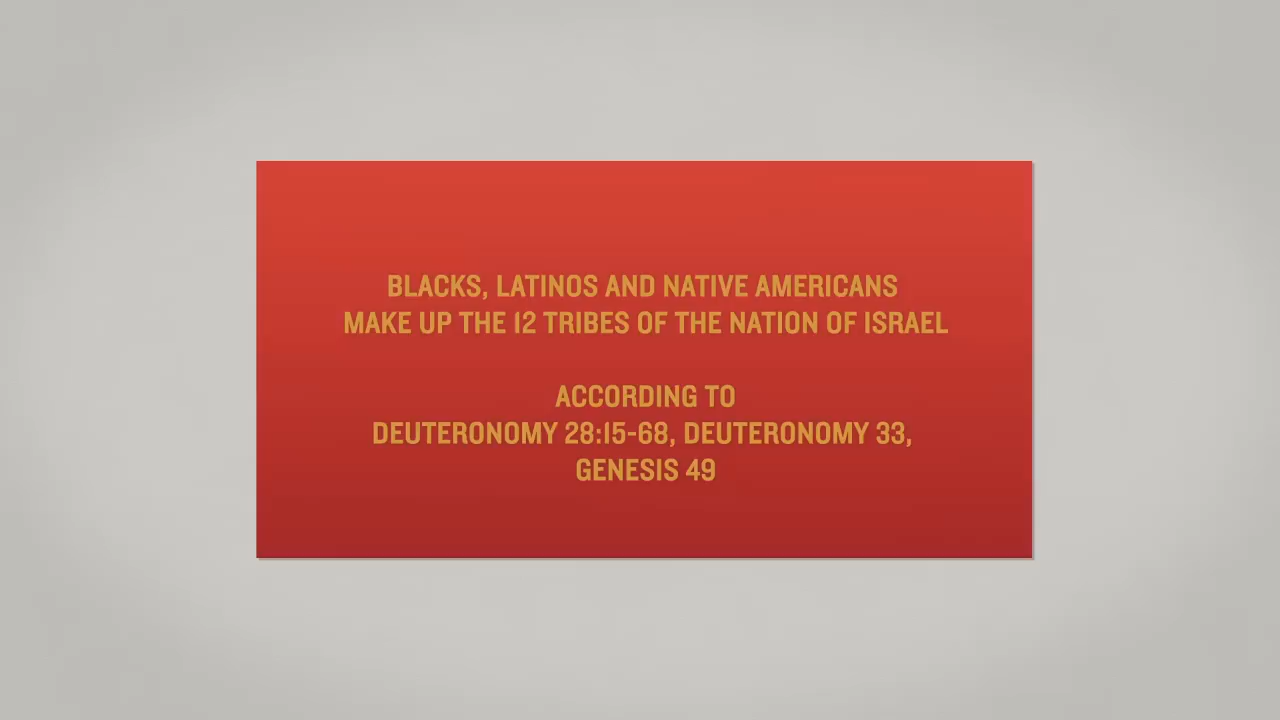 BLACKS, LATINOS AND NATIVE AMERICANS
MAKE UP THE 12 TRIBES OF THE NATION OF ISRAEL
ACCORDING TO
DEUTERONOMY 28:15-68, DEUTERONOMY 33,
GENESIS 49